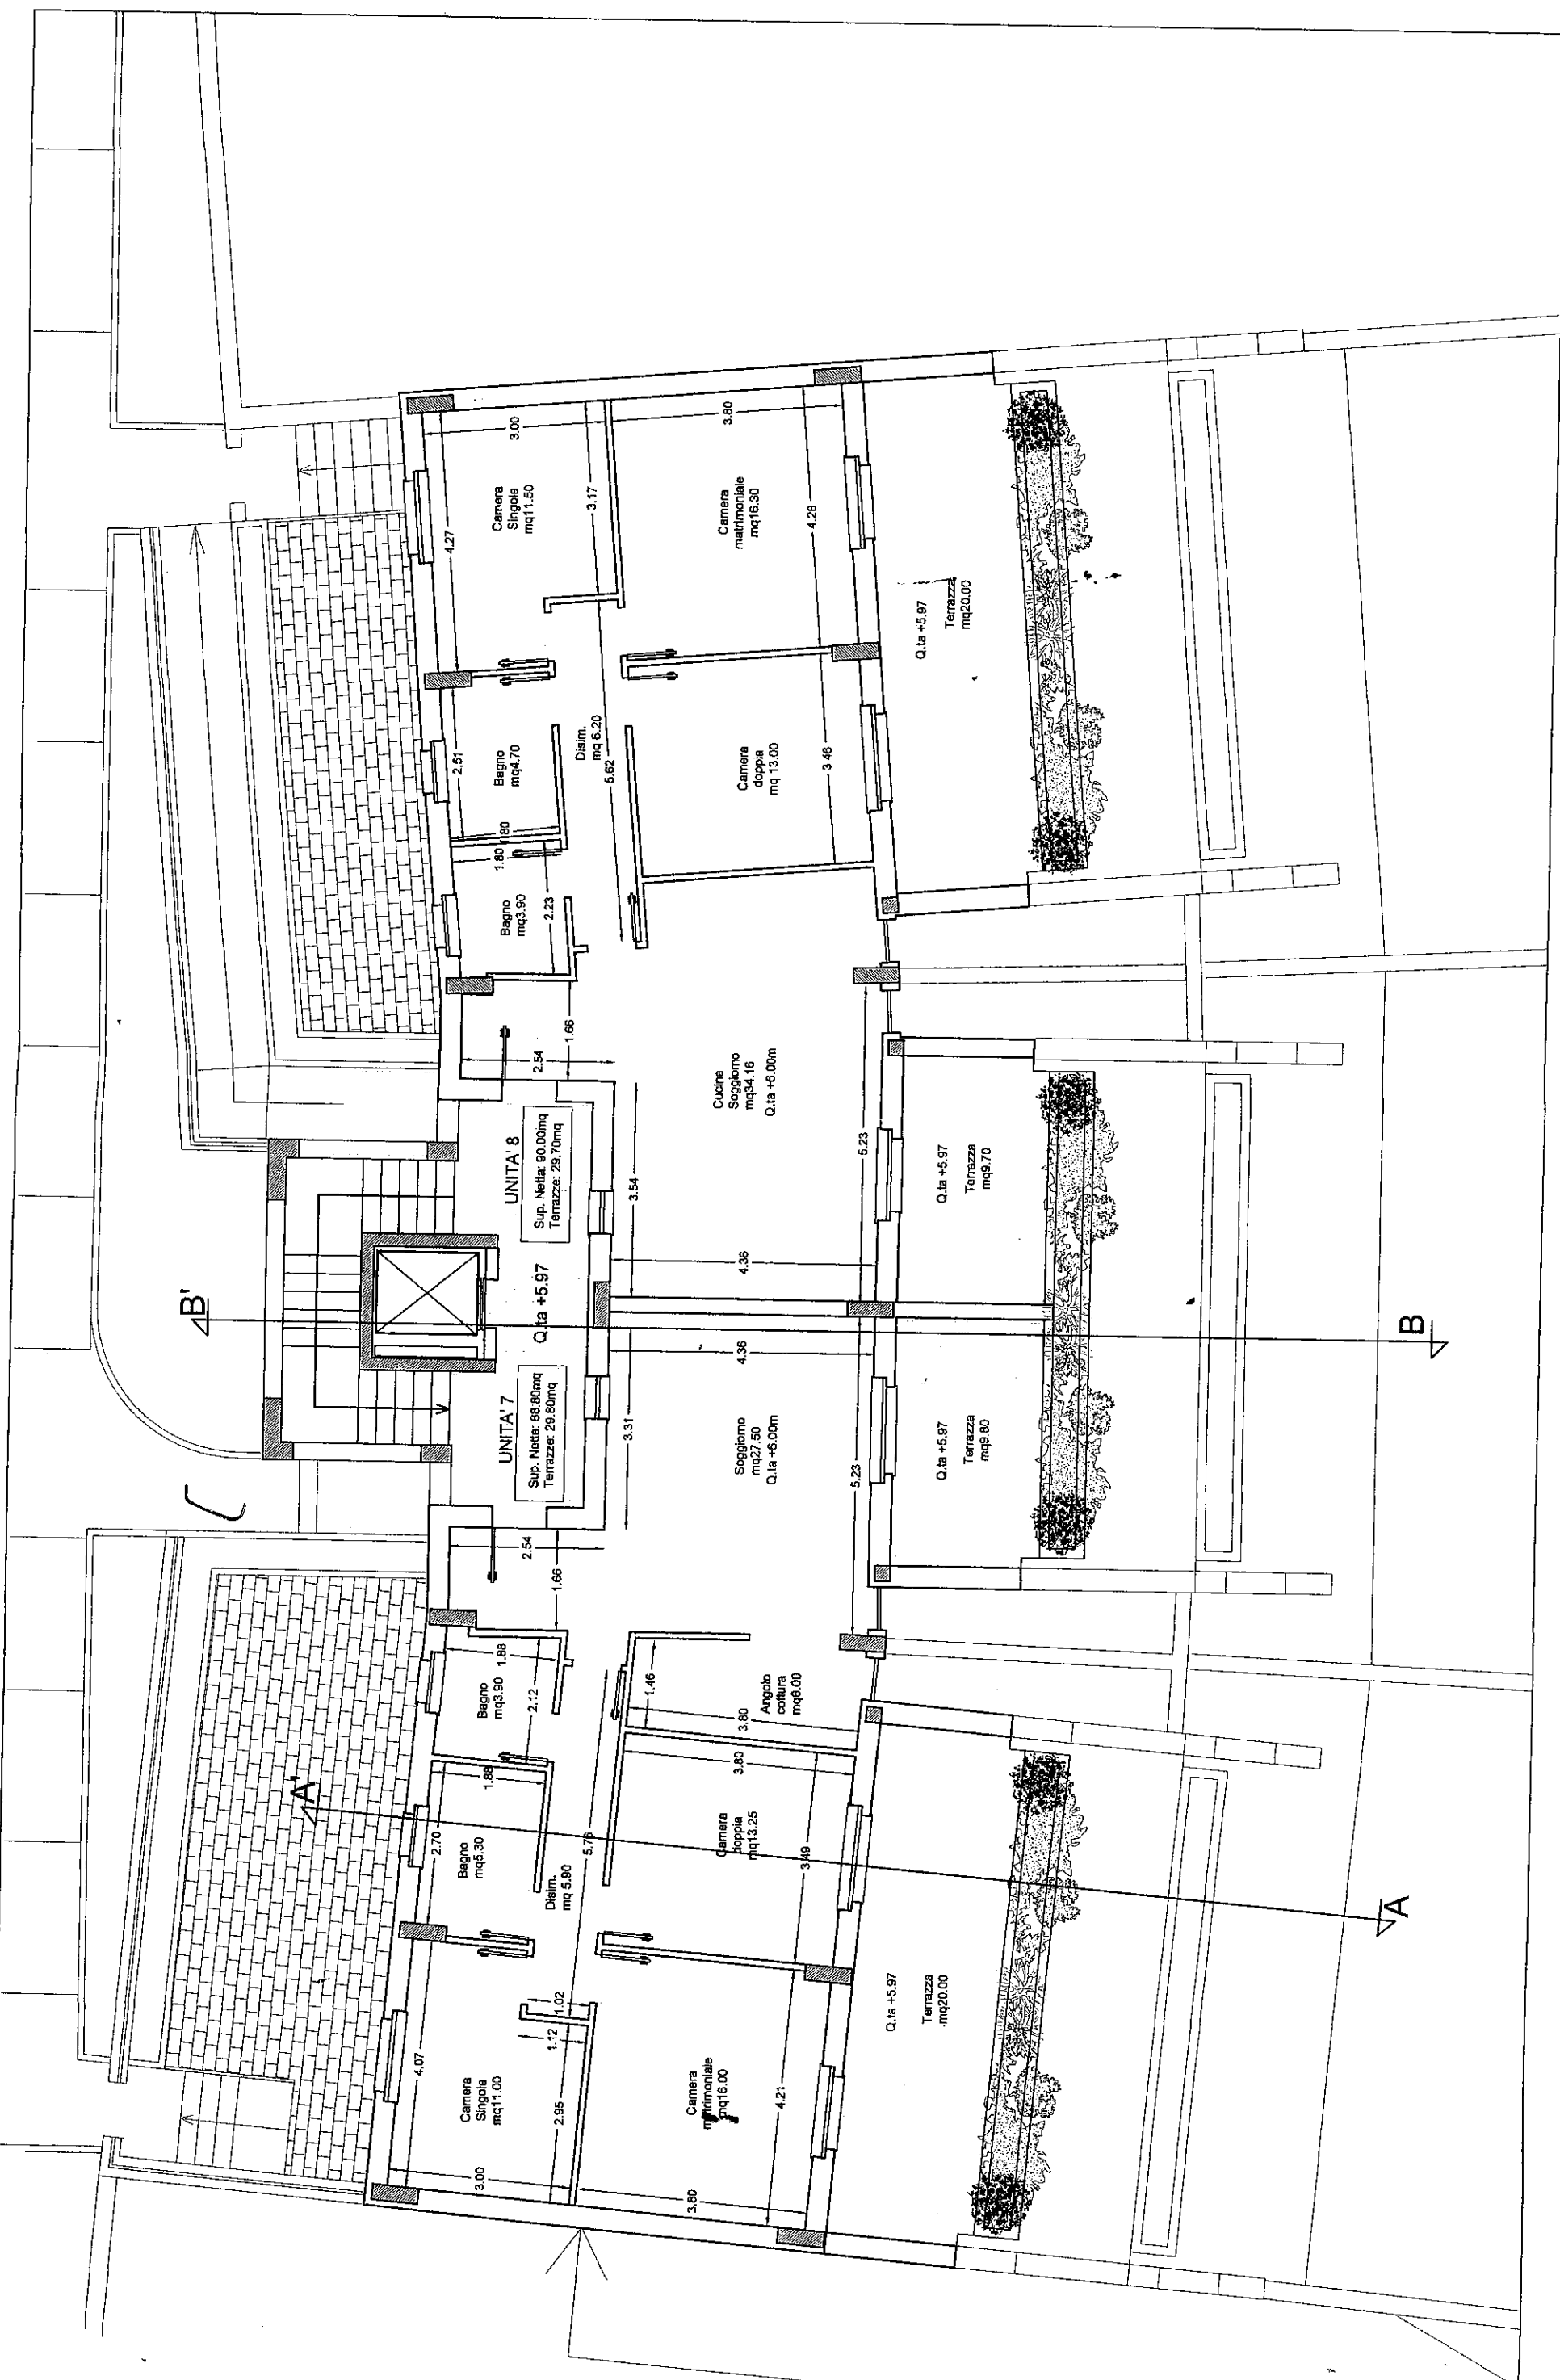 B'
B
A'
A
UNITA' 8
Sup. Netta: 90.00mq
Terrazze: 29.70mq
Q.ta +5.97
UNITA' 7
Sup. Netta: 88.80mq
Terrazze: 29.80mq
Camera
Singola
mq11.50
4.27
3.00
3.17
3.80
Camera
matrimoniale
mq16.30
4.28
Bagno
mq4.70
2.51
1.80
Disim.
mq 6.20
5.62
Camera
doppia
mq 13.00
3.46
Bagno
mq3.90
1.80
2.23
Q.ta +5.97
Terrazza
mq20.00
1.66
2.54
Cucina
Soggiorno
mq34.16
Q.ta +6.00m
3.54
5.23
4.36
Q.ta +5.97
Terrazza
mq9.70
4.36
3.31
Soggiorno
mq27.50
Q.ta +6.00m
5.23
2.54
1.66
Q.ta +5.97
Terrazza
mq9.80
Bagno
mq3.90
1.88
2.12
1.46
Angolo
cottura
mq6.00
3.80
3.80
Bagno
mq5.30
1.88
2.70
Disim.
mq 5.90
5.76
Camera
doppia
mq13.25
3.49
Camera
Singola
mq11.00
4.07
1.02
1.12
2.95
3.00
3.80
Camera
matrimoniale
mq16.00
4.21
Q.ta +5.97
Terrazza
mq20.00